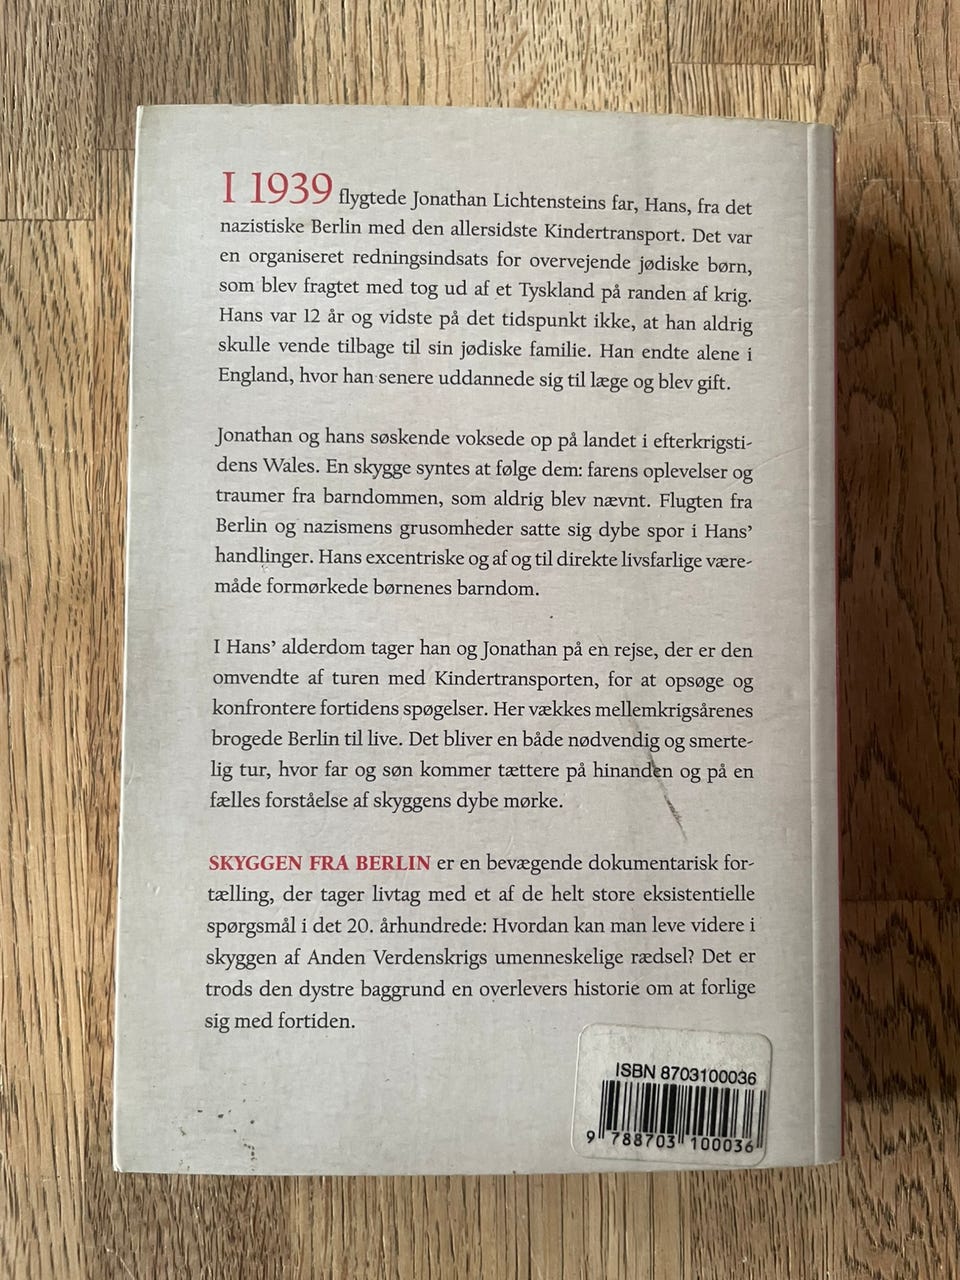 I 1939 flygtede Jonathan Lichtensteins far, Hans, fra det
nazistiske Berlin med den allersidste Kindertransport. Det var
en organiseret redningsindsats for overvejende jødiske børn,
som blev fragtet med tog ud af et Tyskland på randen af krig.
Hans var 12 år og vidste på det tidspunkt ikke, at han aldrig
skulle vende tilbage til sin jødiske familie. Han endte alene i
England, hvor han senere uddannede sig til læge og blev gift.
Jonathan og hans søskende voksede op på landet i efterkrigsti-
dens Wales. En skygge syntes at følge dem: farens oplevelser og
traumer fra barndommen, som aldrig blev nævnt. Flugten fra
Berlin og nazismens grusomheder satte sig dybe spor i Hans’
handlinger. Hans excentriske og af og til direkte livsfarlige være-
måde formørkede børnenes barndom.
I Hans’ alderdom tager han og Jonathan på en rejse, der er den
omvendte af turen med Kindertransporten, for at opsøge og
konfrontere fortidens spøgelser. Her vækkes mellemkrigsårenes
brogede Berlin til live. Det bliver en både nødvendig og smerte-
lig tur, hvor far og søn kommer tættere på hinanden og på en
fælles forståelse af skyggens dybe mørke.
SKYGGEN FRA BERLIN er en bevægende dokumentarisk for-
tælling, der tager livtag med et af de helt store eksistentielle
spørgsmål i det 20. århundrede: Hvordan kan man leve videre i
skyggen af Anden Verdenskrigs umenneskelige rædsel? Det er
trods den dystre baggrund en overlevers historie om at forlige
sig med fortiden.
ISBN 8703100036
9 788703 100036